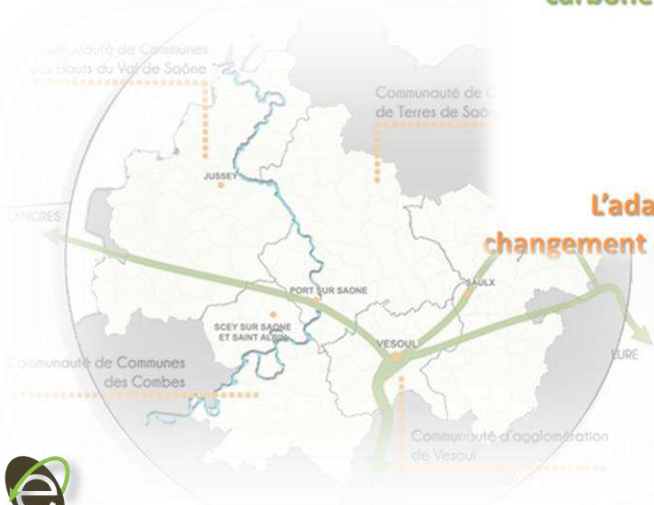 Communauté de Communes
des Hauts du Val de Saône
Communauté de
de Terres de Saô
JUSSEY
LANGRES
L'ada
changement
PORT SUR SAONE
SAULX
SCEY SUR SAONE
ET SAINT ALBIN
VESOUL
LURE
Communauté de Communes
des Combes
Communauté d'agglomération
de Vesoul
e